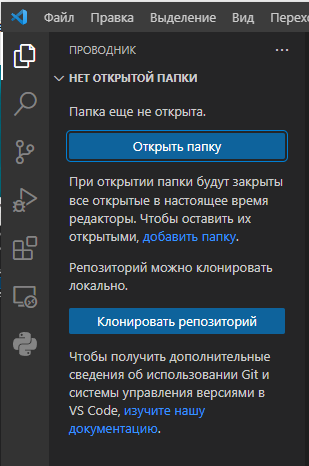 Файл Правка Выделение Вид
ПРОВОДНИК
НЕТ ОТКРЫТОЙ ПАПКИ
Папка еще не открыта.
Открыть папку
При открытии папки будут закрыты
все открытые в настоящее время
редакторы. Чтобы оставить их
открытыми, добавить папку.
Репозиторий можно клонировать
локально.
Клонировать репозиторий
Чтобы получить дополнительные
сведения об использовании Git и
системы управления версиями в
VS Code, изучите нашу
документацию.